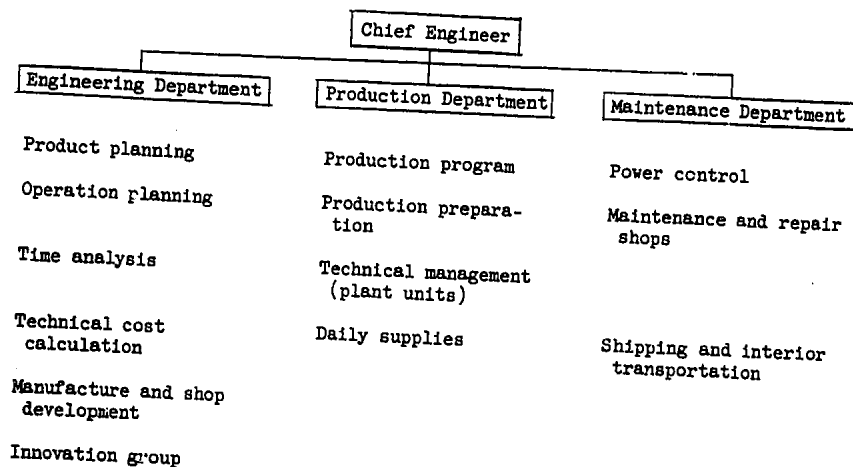 Chief Engineer
Engineering Department
Production Department
Maintenance Department
Product planning
Operation planning
Time analysis
Technical cost
calculation
Manufacture and shop
development
Innovation group
Production program
Production prepara-
tion
Technical management
(plant units)
Daily supplies
Power control
Maintenance and repair
shops
Shipping and interior
transportation